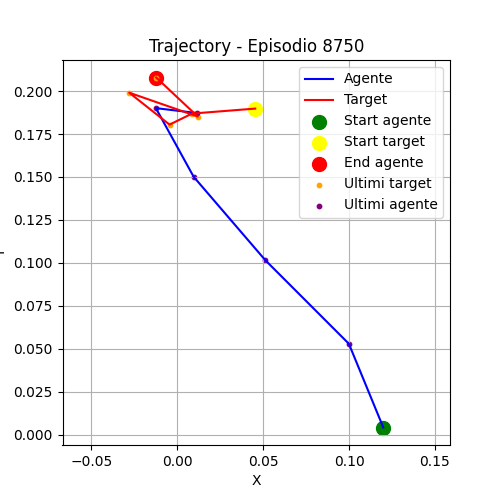 Trajectory - Episodio 8750
Agente
Target
Start agente
Start target
End agente
Ultimi target
Ultimi agente
0.200
0.175
0.150
0.125
0.100
0.075
0.050
0.025
0.000
−0.05 0.00 0.05 0.10 0.15
X